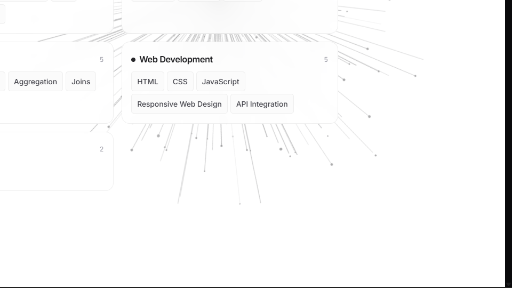 5
Aggregation Joins
2
Web Development 5
HTML CSS JavaScript
Responsive Web Design API Integration